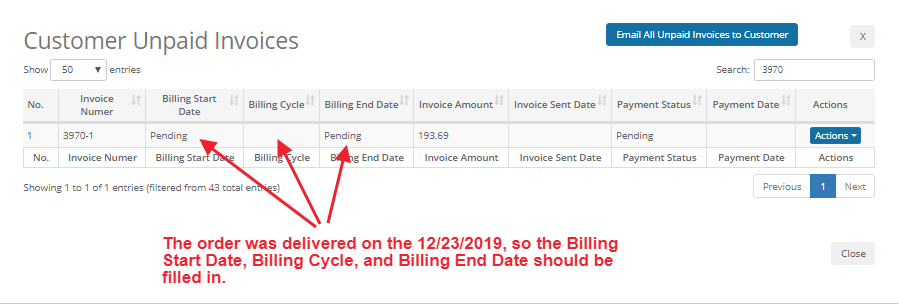 Customer Unpaid Invoices
Email All Unpaid Invoices to Customer
X
Show 50 entries
Search: 3970
No. Invoice Numer Billing Start Date Billing Cycle Billing End Date Invoice Amount Invoice Sent Date Payment Status Payment Date Actions
1 3970-1 Pending Pending 193.69 Pending Actions
No. Invoice Numer Billing Start Date Billing Cycle Billing End Date Invoice Amount Invoice Sent Date Payment Status Payment Date Actions
Showing 1 to 1 of 1 entries (filtered from 43 total entries)
Previous 1 Next
The order was delivered on the 12/23/2019, so the Billing
Start Date, Billing Cycle, and Billing End Date should be
filled in.
Close